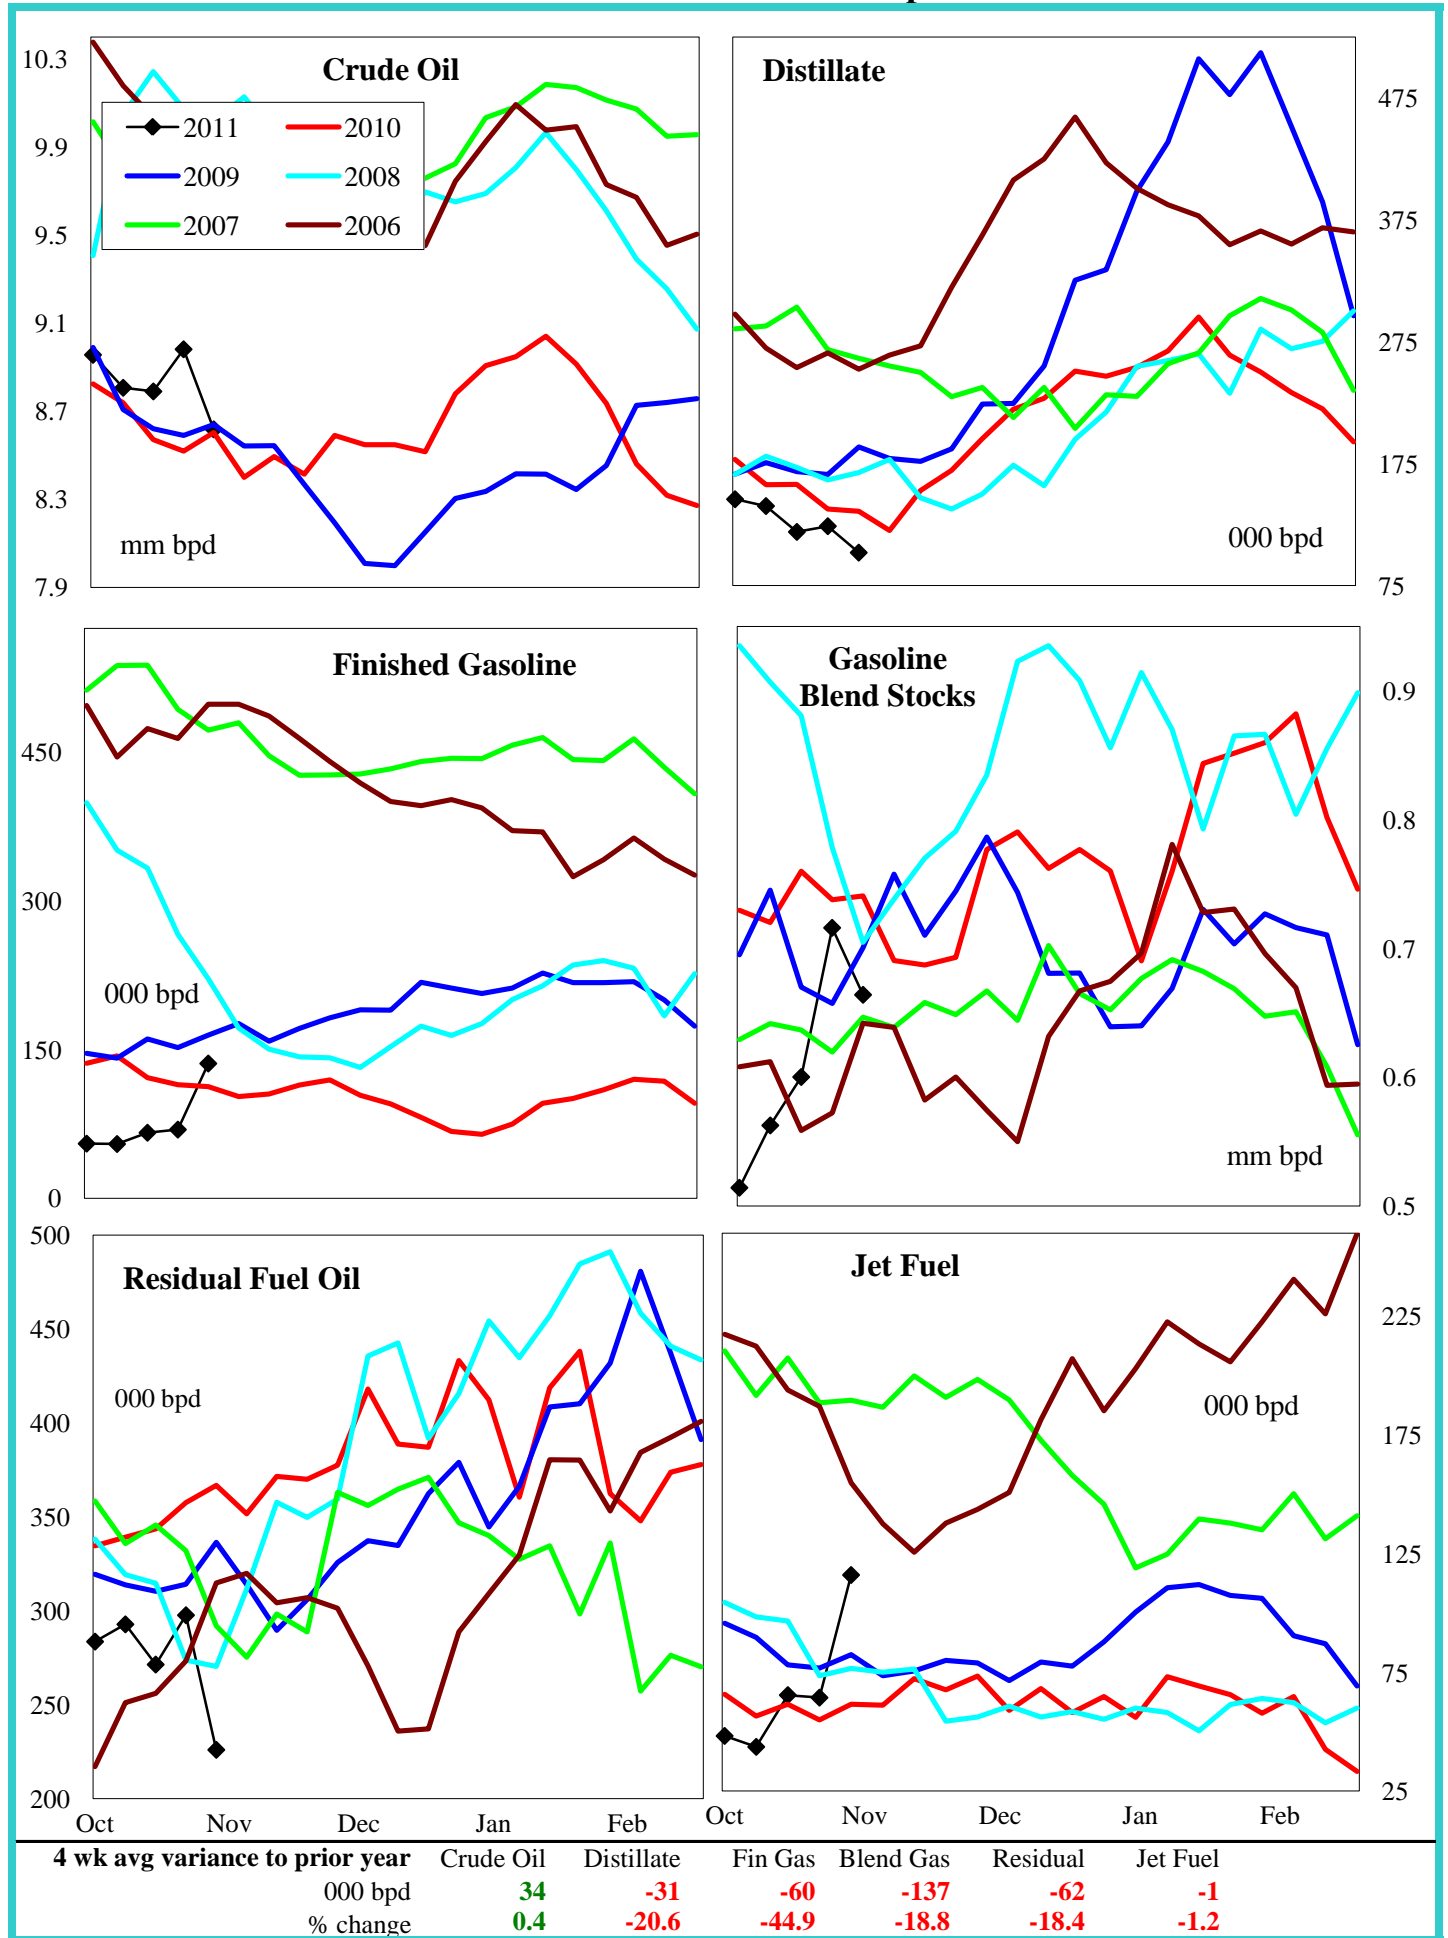 Crude Oil
10.3
9.9
9.5
9.1
8.7
8.3
7.9
2011 2010
2009 2008
2007 2006
mm bpd
Distillate
475
375
275
175
75
000 bpd
Finished Gasoline
450
300
150
0
000 bpd
Gasoline
Blend Stocks
0.9
0.8
0.7
0.6
0.5
mm bpd
Residual Fuel Oil
500
450
400
350
300
250
200
000 bpd
Oct Nov Dec Jan Feb
Jet Fuel
225
175
125
75
25
000 bpd
Oct Nov Dec Jan Feb
4 wk avg variance to prior year Crude Oil Distillate Fin Gas Blend Gas Residual Jet Fuel
000 bpd 34 -31 -60 -137 -62 -1
% change 0.4 -20.6 -44.9 -18.8 -18.4 -1.2